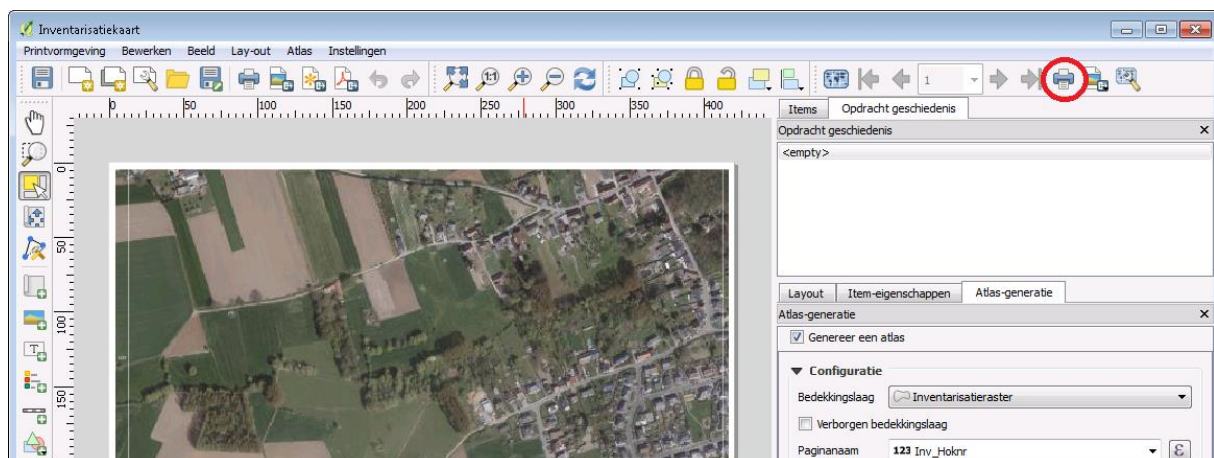 Inventarisatiekaart
Printvormgeving Bewerken Beeld Lay-out Atlas Instellingen
1:1 1
0 50 100 150 200 250 300 350 400
Items Opdracht geschiedenis
Opdracht geschiedenis
<empty>
0
50
100
150
Layout Item-eigenschappen Atlas-generatie
Atlas-generatie
Genereer een atlas
Configuratie
Bedekkingslaag Inventarisatieraster
Verborgen bedekkingslaag
Paginanaam 123 Inv_Hoknr ε